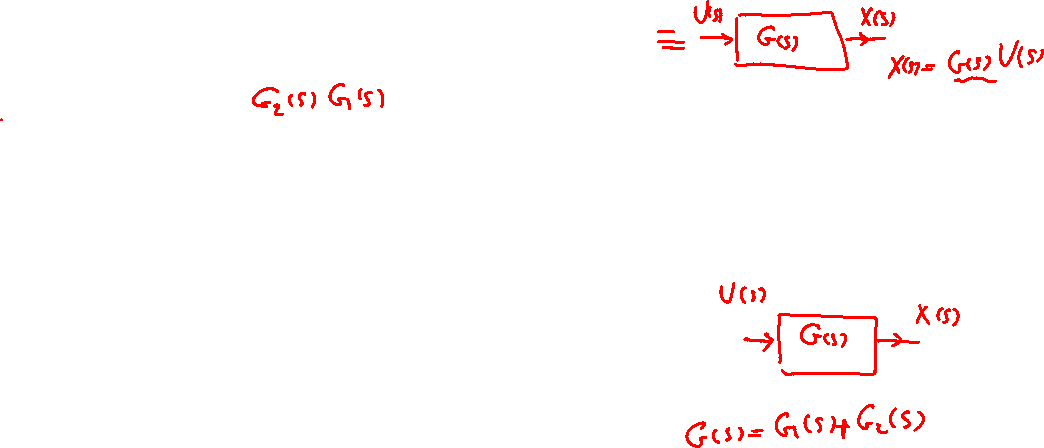 U(s) G(s) X(s)
=
X(s) = G(s) U(s)
G₂(s) G₁(s)
U(s) G(s) X(s)
G(s) = G₁(s) + G₂(s)